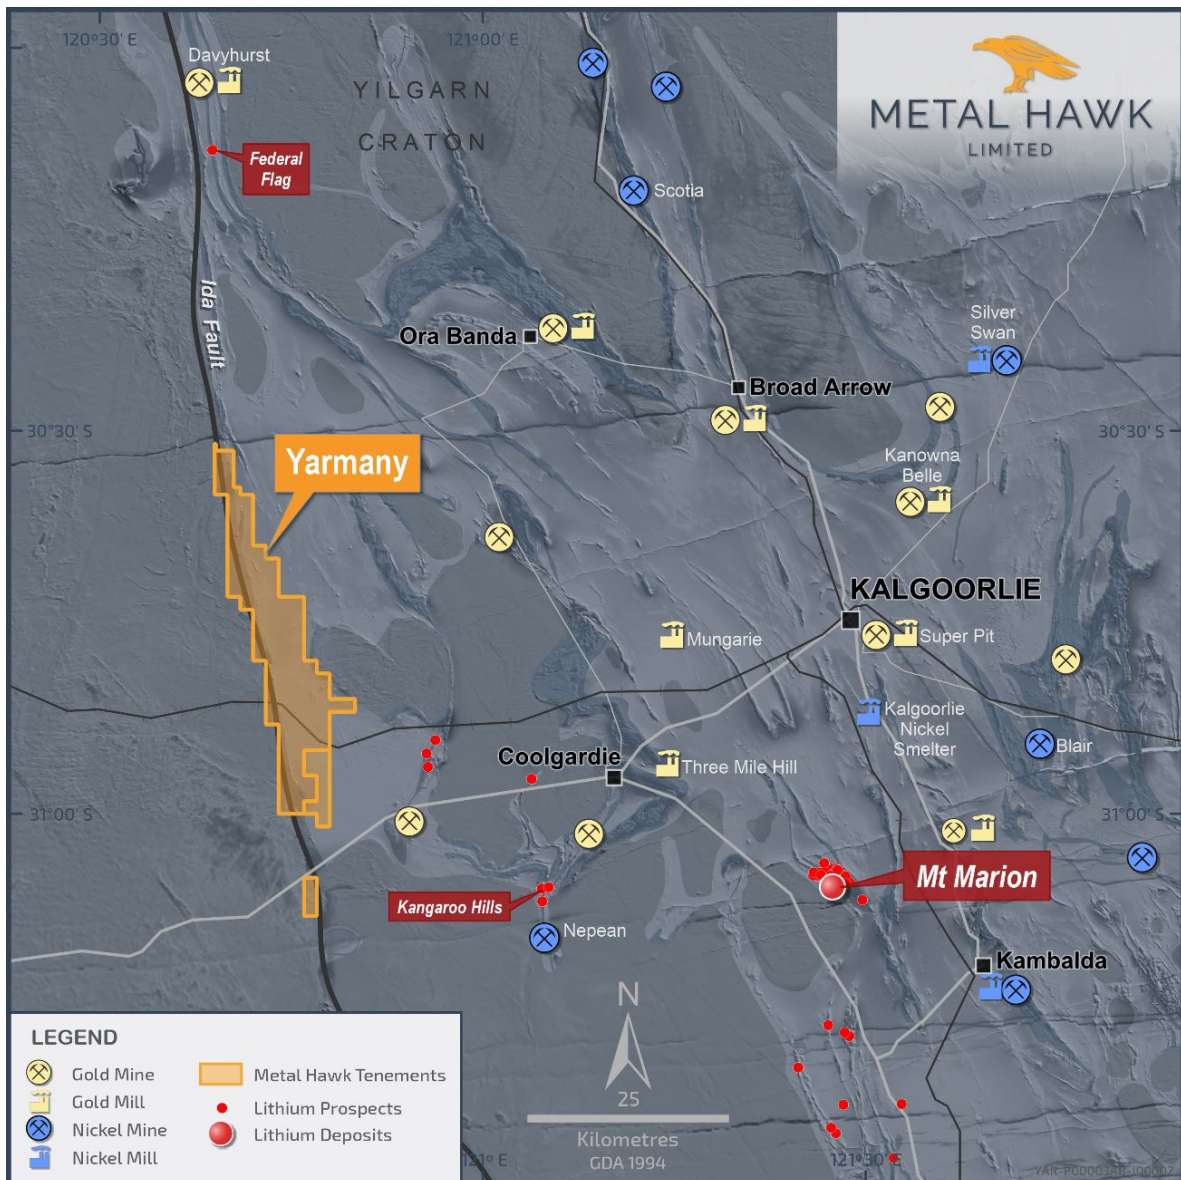 120°30' E
121°00' E
METAL HAWK
LIMITED
Davyhurst
YILGARN
CRATON
Federal
Flag
Scotia
Ida Fault
Ora Banda
Silver
Swan
Broad Arrow
30°30' S
30°30' S
Yarmany
Kanowna
Belle
KALGOORLIE
Mungarie
Super Pit
Kalgoorlie
Nickel
Smelter
Blair
Coolgardie
Three Mile Hill
31°00' S
31°00' S
Mt Marion
Kangaroo Hills
Nepean
Kambalda
N
25
Kilometres
GDA 1994
LEGEND
Gold Mine
Gold Mill
Nickel Mine
Nickel Mill
Metal Hawk Tenements
Lithium Prospects
Lithium Deposits
121° E
121°30' E